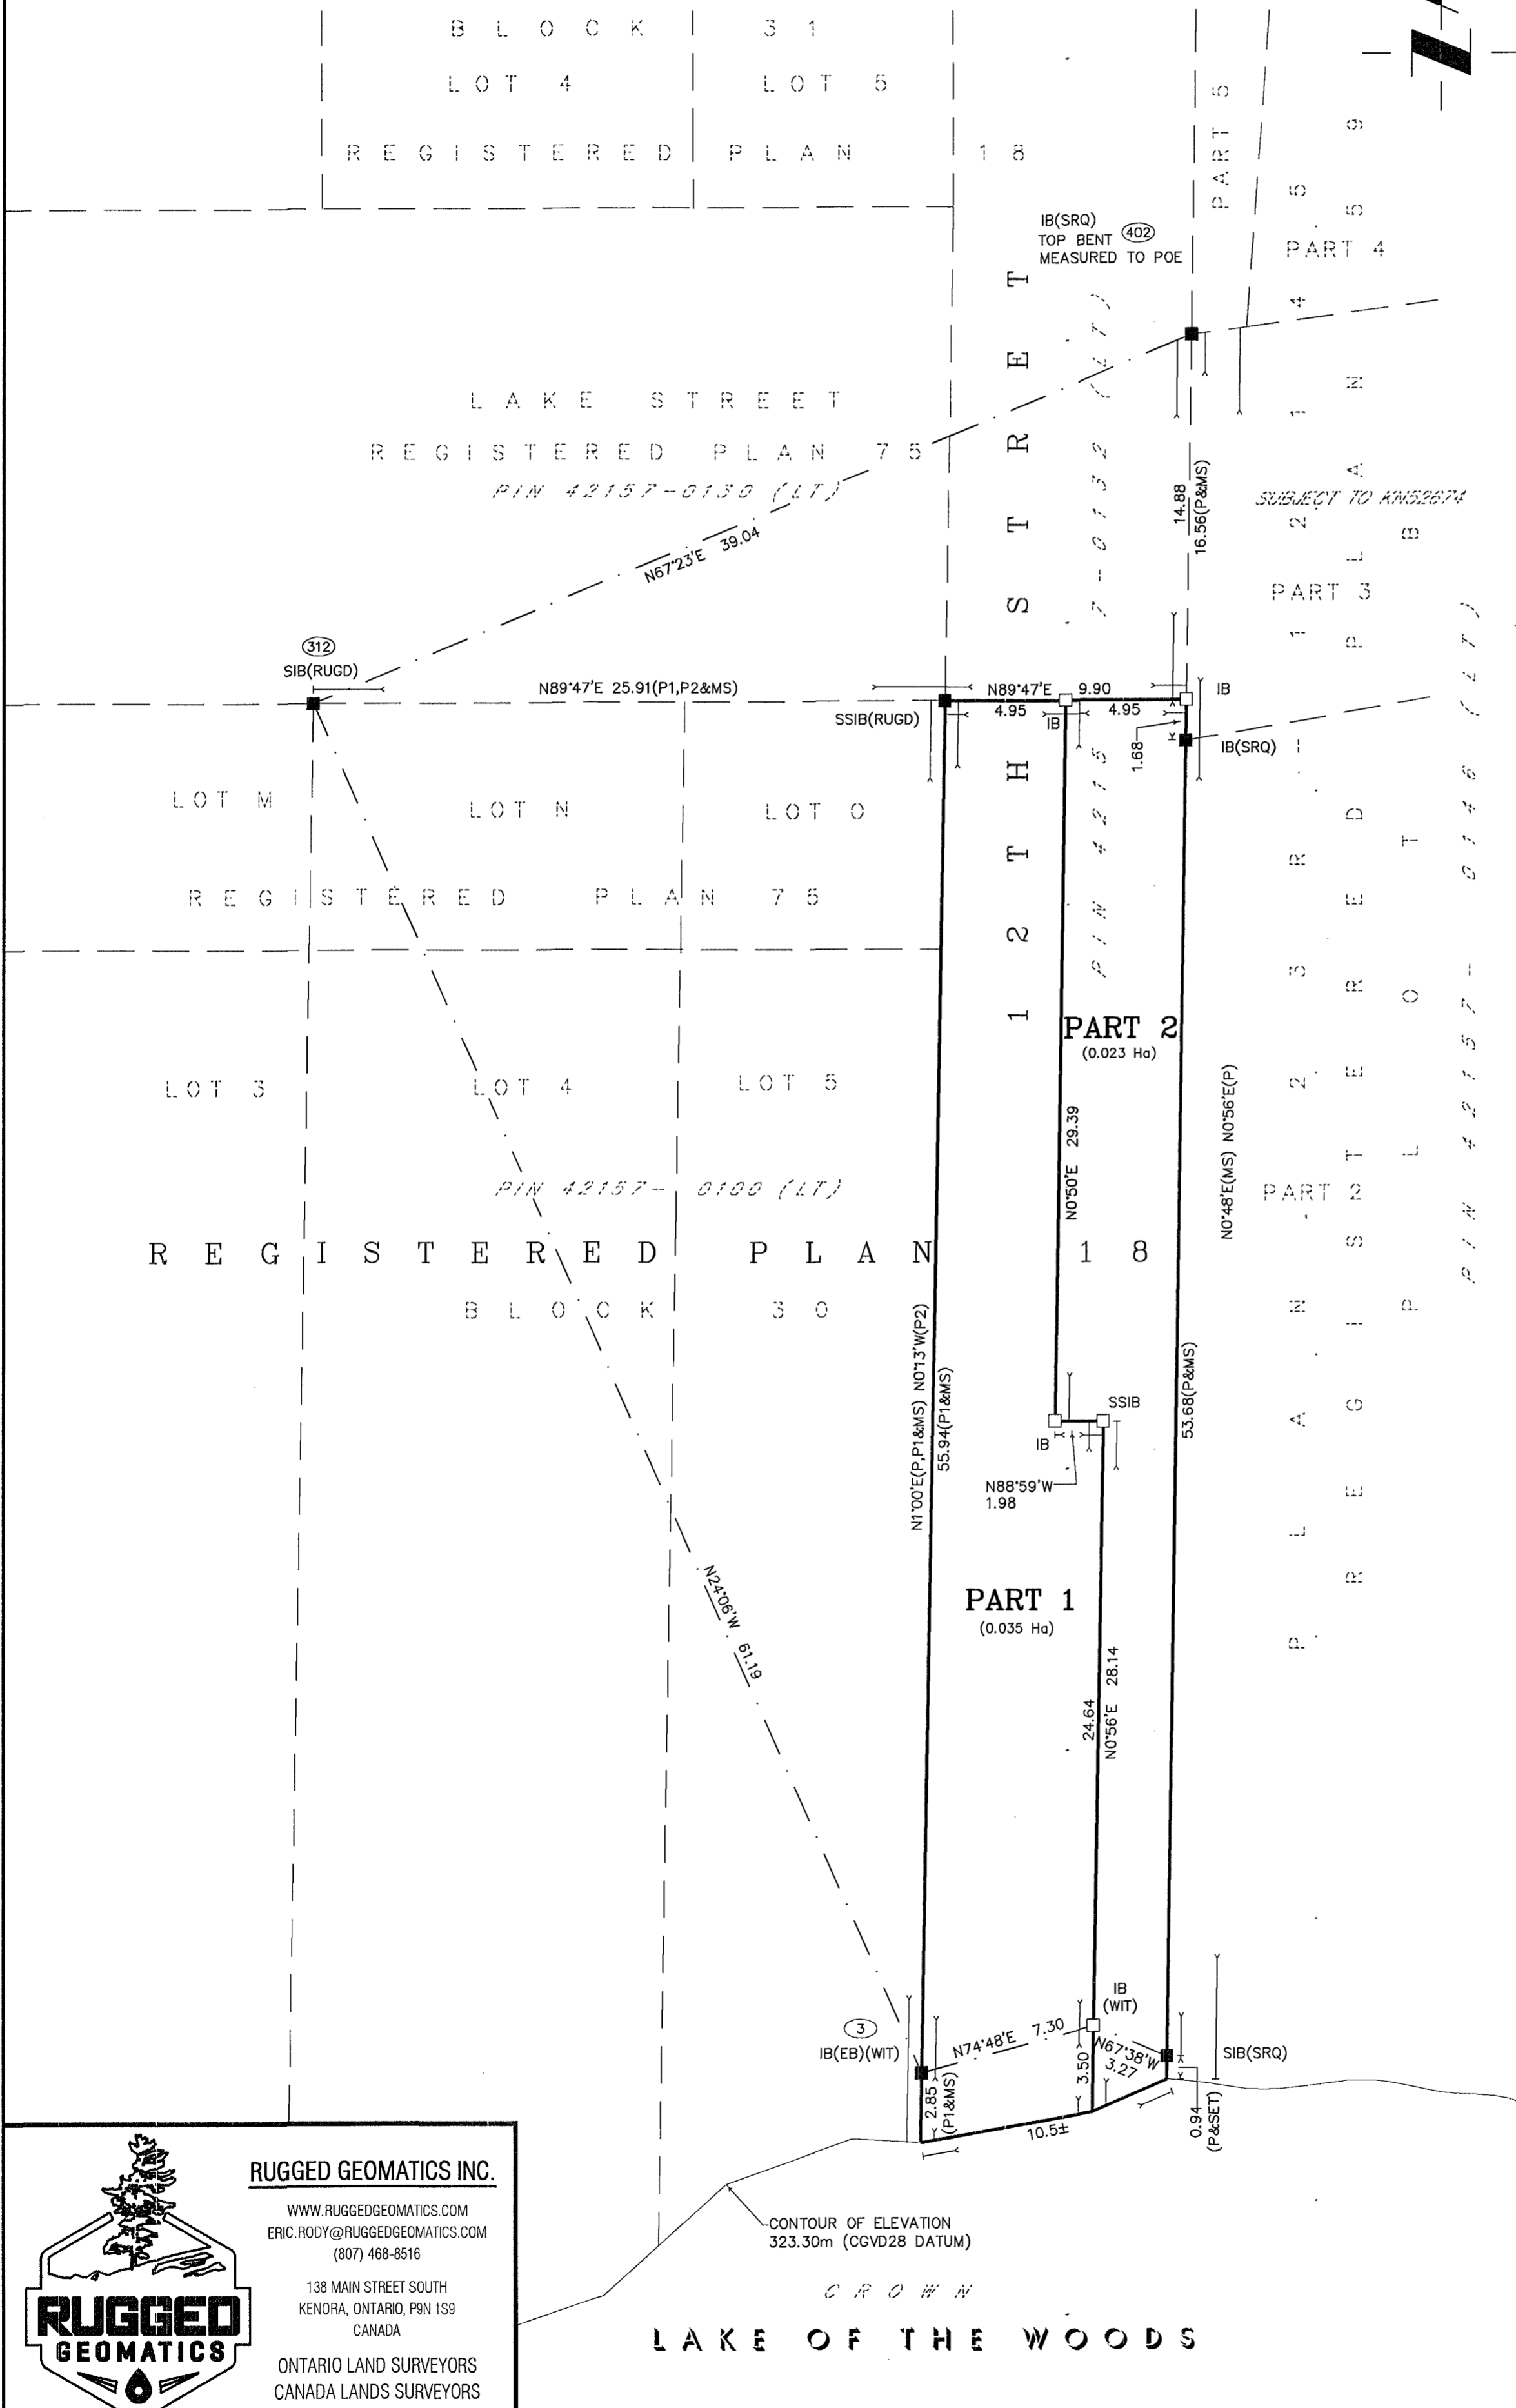 BLOCK 31
LOT 4
LOT 5
REGISTERED PLAN 18
PART 5
PART 4
IB(SRQ)
TOP BENT 402
MEASURED TO POE
LAKE STREET
REGISTERED PLAN 75
PIN 42157-0130 (LT)
N67°23'E 39.04
14.88
16.56(P&MS)
SUBJECT TO KN52674
PART 3
312
SIB(RUGD)
N89°47'E 25.91(P1,P2&MS)
SSIB(RUGD)
N89°47'E 9.90
4.95
4.95
IB
IB
1.68
IB(SRQ)
12TH STREET
PIN 42157-0132 (LT)
LOT M
LOT N
LOT O
REGISTERED PLAN 75
PART 2
(0.023 Ha)
LOT 3
LOT 4
LOT 5
N0°50'E 29.39
N0°48'E(MS) N0°56'E(P)
PIN 42157-0100 (LT)
PART 2
REGISTERED PLAN 18
BLOCK 30
PLAN 23R-12 14559
REGISTERED PLB
PLOT
PIN 42157-0146 (LT)
N1°00'E(P,P1&MS) N0°13'W(P2)
55.94(P1&MS)
53.68(P&MS)
SSIB
IB
N88°59'W
1.98
PART 1
(0.035 Ha)
N24°06'W 61.19
24.64
N0°56'E 28.14
IB
(WIT)
3
IB(EB)(WIT)
N74°48'E 7.30
N67°38'W
3.27
SIB(SRQ)
2.85
(P1&MS)
3.50
0.94
(P&SET)
10.5±
CONTOUR OF ELEVATION
323.30m (CGVD28 DATUM)
CROWN
LAKE OF THE WOODS
RUGGED GEOMATICS INC.
WWW.RUGGEDGEOMATICS.COM
ERIC.RODY@RUGGEDGEOMATICS.COM
(807) 468-8516
138 MAIN STREET SOUTH
KENORA, ONTARIO, P9N 1S9
CANADA
ONTARIO LAND SURVEYORS
CANADA LANDS SURVEYORS
RUGGED
GEOMATICS